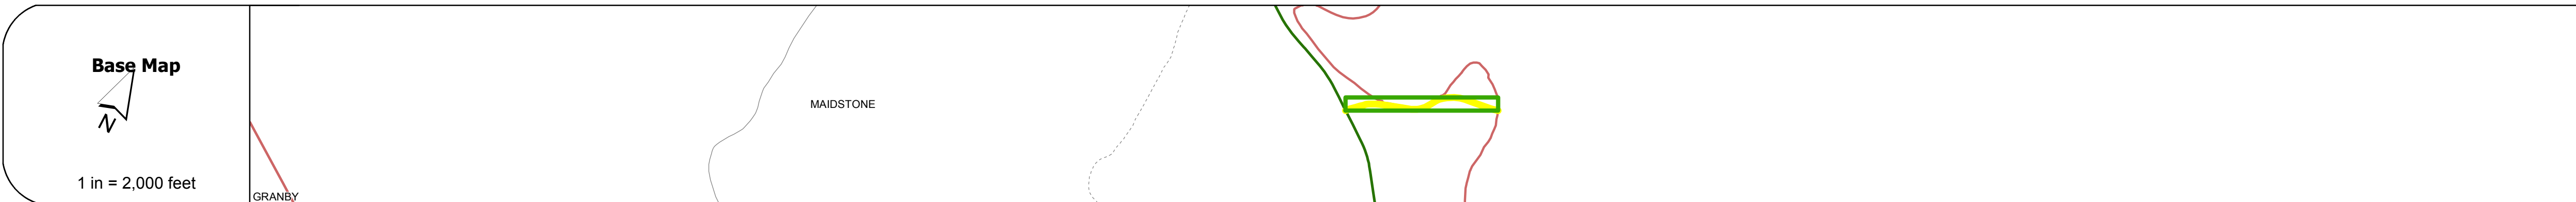 Base Map
N
1 in = 2,000 feet
GRANBY
MAIDSTONE